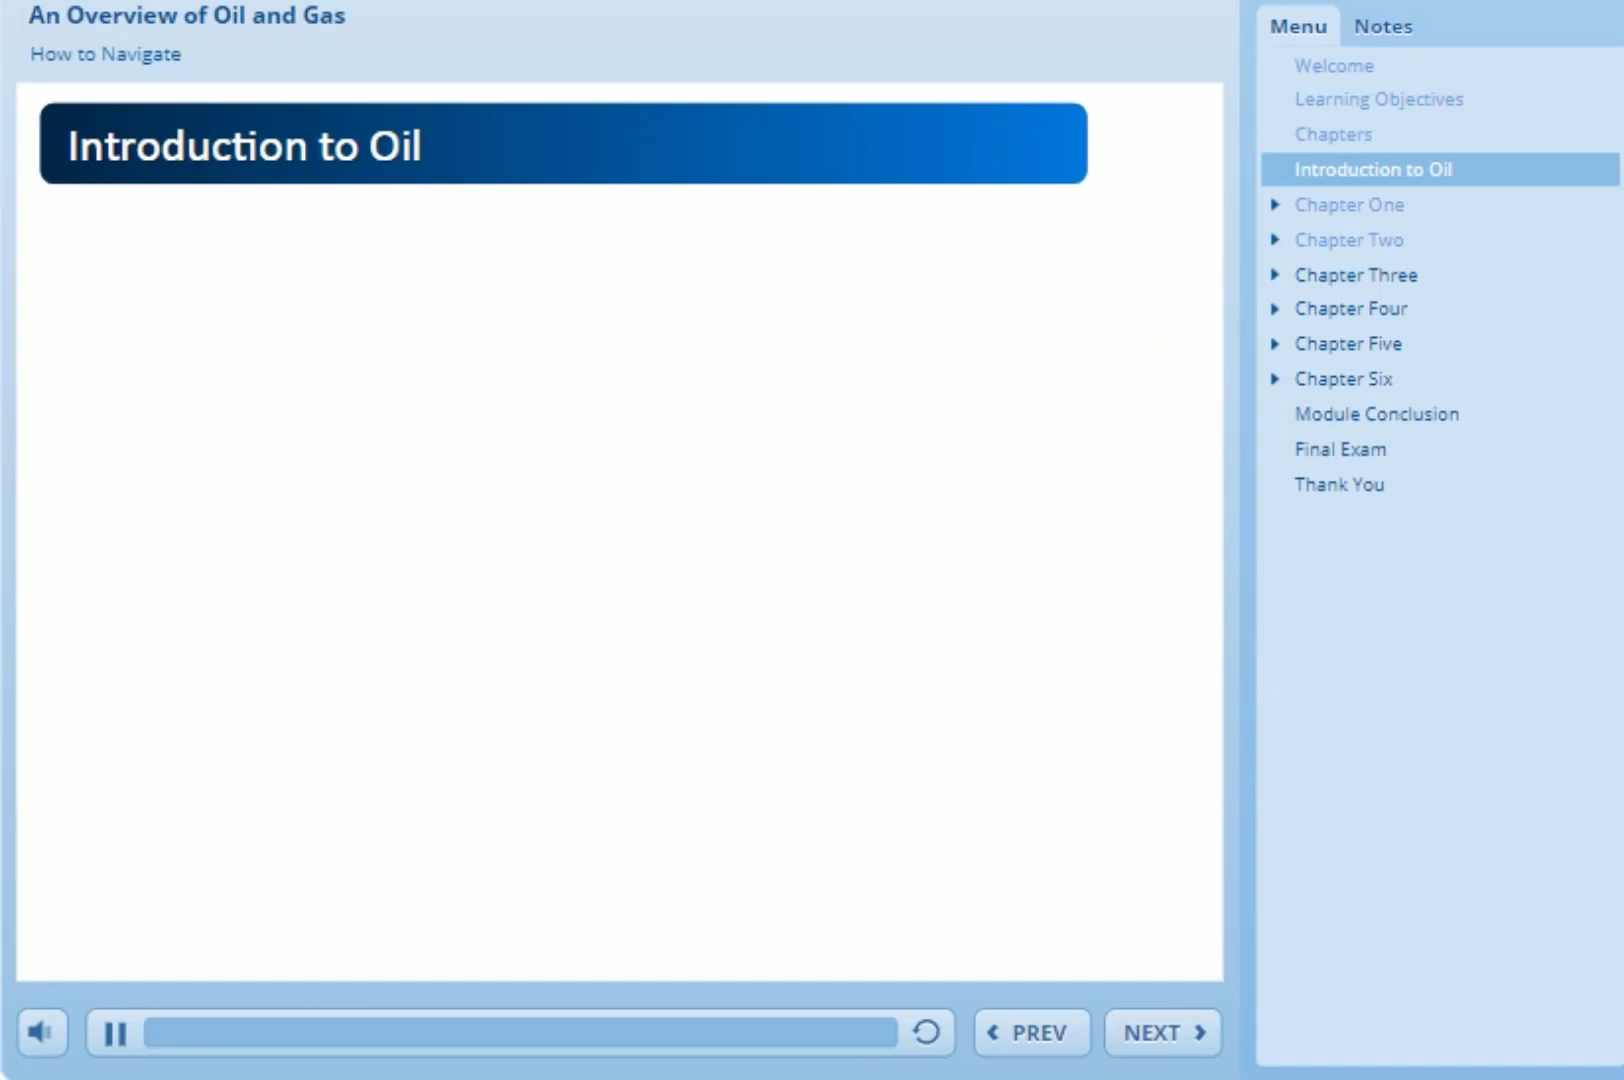 An Overview of Oil and Gas
How to Navigate
Introduction to Oil
PREV
NEXT
Menu
Notes
Welcome
Learning Objectives
Chapters
Introduction to Oil
Chapter One
Chapter Two
Chapter Three
Chapter Four
Chapter Five
Chapter Six
Module Conclusion
Final Exam
Thank You